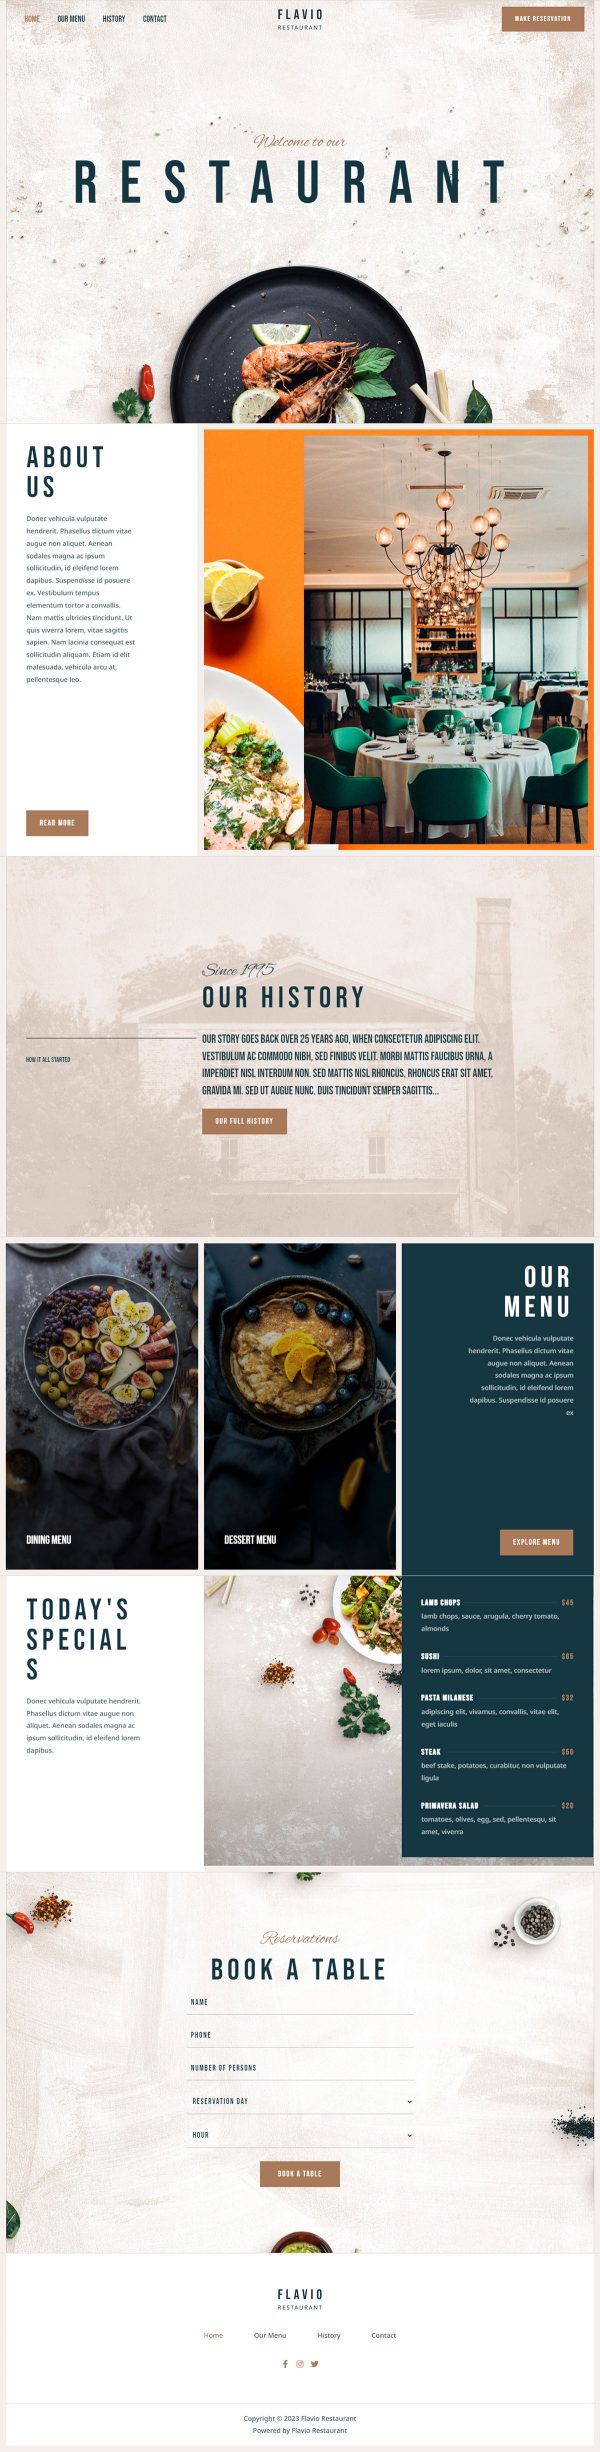 HOME OUR MENU HISTORY CONTACT
FLAVIO
RESTAURANT
MAKE RESERVATION
Welcome to our
RESTAURANT
ABOUT
US
Donec vehicula vulputate
hendrerit. Phasellus dictum vitae
augue non aliquet. Aenean
sodales magna ac ipsum
sollicitudin, id eleifend lorem
dapibus. Suspendisse id posuere
ex. Vestibulum tempus
elementum tortor a convallis.
Nam mattis ultricies tincidunt. Ut
quis viverra lorem, vitae sagittis
sapien. Nam lacinia consequat est
sollicitudin aliquam. Etiam id elit
malesuada, vehicula arcu at,
pellentesque leo.
READ MORE
Since 1995
OUR HISTORY
HOW IT ALL STARTED
OUR STORY GOES BACK OVER 25 YEARS AGO, WHEN CONSECTETUR ADIPISCING ELIT.
VESTIBULUM AC COMMODO NIBH, SED FINIBUS VELIT. MORBI MATTIS FAUCIBUS URNA, A
IMPERDIET NISL INTERDUM NON. SED MATTIS NISL RHONCUS, RHONCUS ERAT SIT AMET,
GRAVIDA MI. SED UT AUGUE NUNC. DUIS TINCIDUNT SEMPER SAGITTIS...
OUR FULL HISTORY
DINING MENU
DESSERT MENU
OUR
MENU
Donec vehicula vulputate
hendrerit. Phasellus dictum vitae
augue non aliquet. Aenean
sodales magna ac ipsum
sollicitudin, id eleifend lorem
dapibus. Suspendisse id posuere
ex
EXPLORE MENU
TODAY'S
SPECIAL
S
Donec vehicula vulputate hendrerit.
Phasellus dictum vitae augue non
aliquet. Aenean sodales magna ac
ipsum sollicitudin, id eleifend lorem
dapibus.
LAMB CHOPS $45
lamb chops, sauce, arugula, cherry tomato,
almonds
SUSHI $65
lorem ipsum, dolor, sit amet, consectetur
PASTA MILANESE $32
adipiscing elit, vivamus, convallis, vitae elit,
eget iaculis
STEAK $50
beef stake, potatoes, curabitur, non vulputate
ligula
PRIMAVERA SALAD $20
tomatoes, olives, egg, sed, pellentesqu, sit
amet, viverra
Reservations
BOOK A TABLE
NAME
PHONE
NUMBER OF PERSONS
RESERVATION DAY
HOUR
BOOK A TABLE
FLAVIO
RESTAURANT
Home Our Menu History Contact
Copyright © 2023 Flavio Restaurant
Powered by Flavio Restaurant